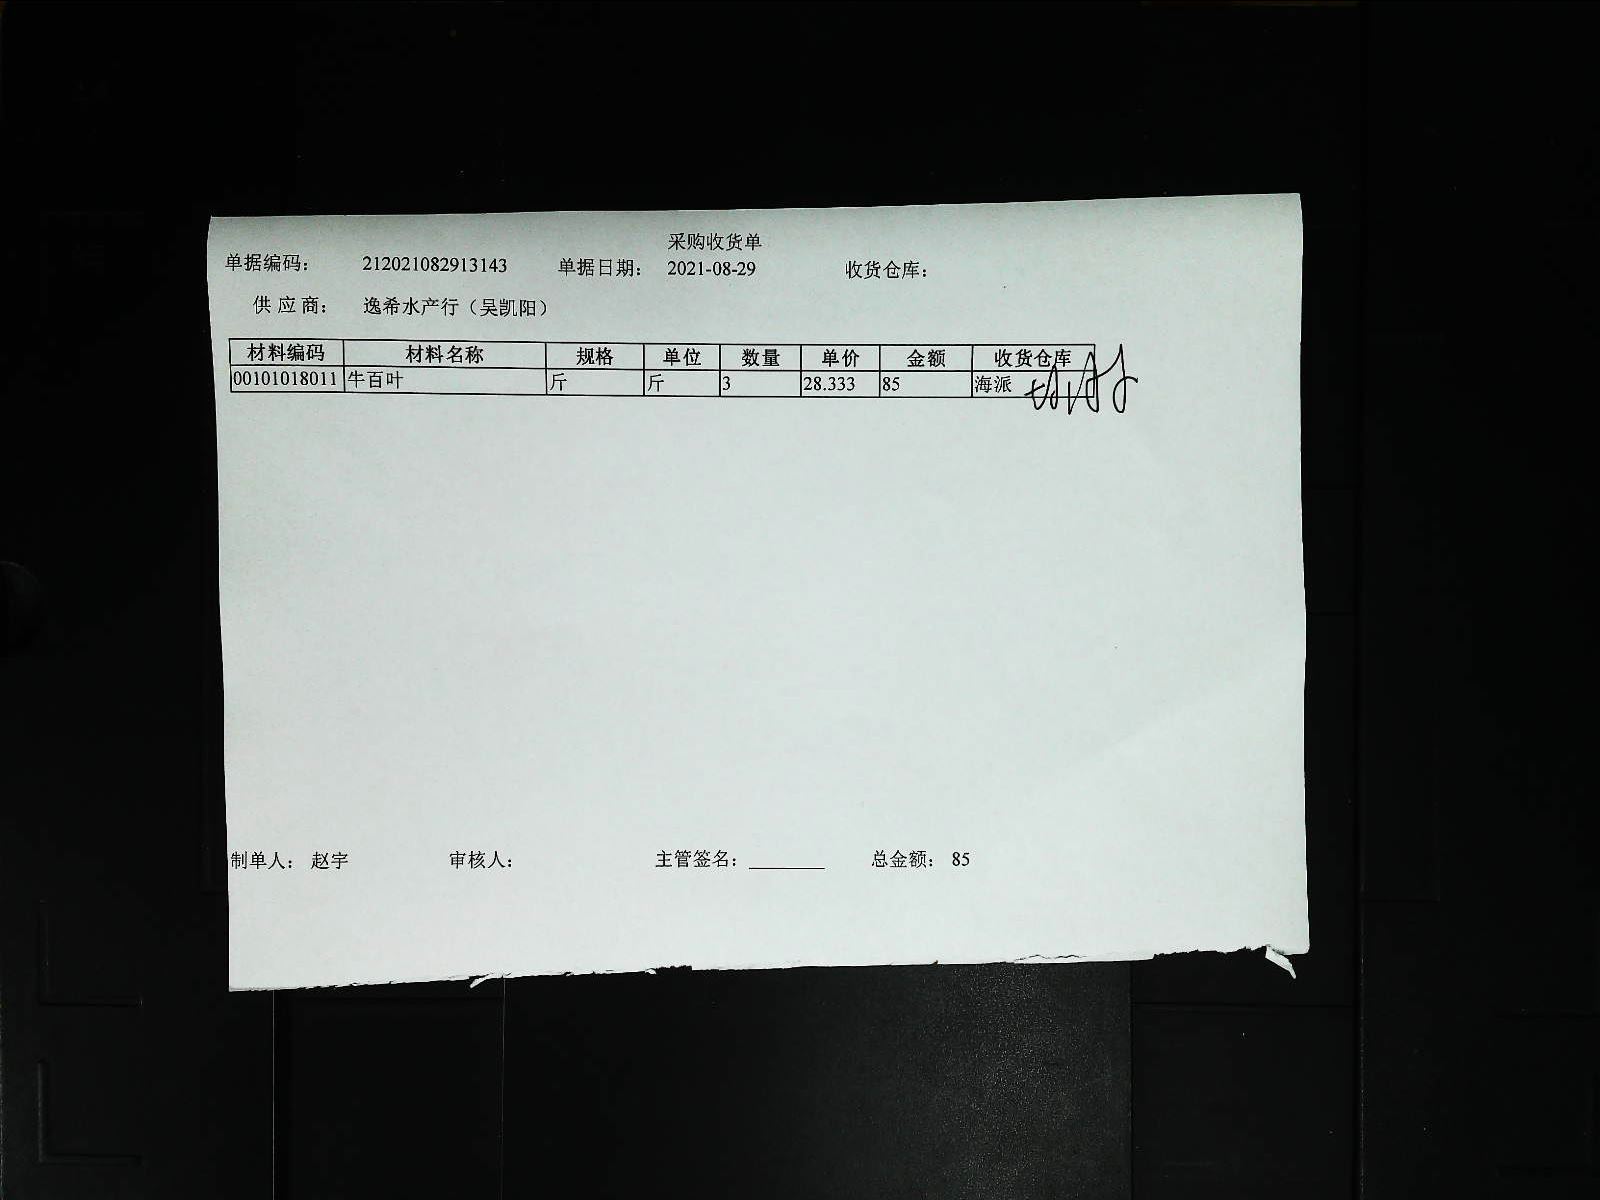 采购收货单
单据编码： 212021082913143 单据日期： 2021-08-29 收货仓库：
供 应 商： 逸希水产行（吴凯阳）
材料编码 材料名称 规格 单位 数量 单价 金额 收货仓库
00101018011 牛百叶 斤 斤 3 28.333 85 海派
制单人： 赵宇 审核人： 主管签名：________ 总金额： 85